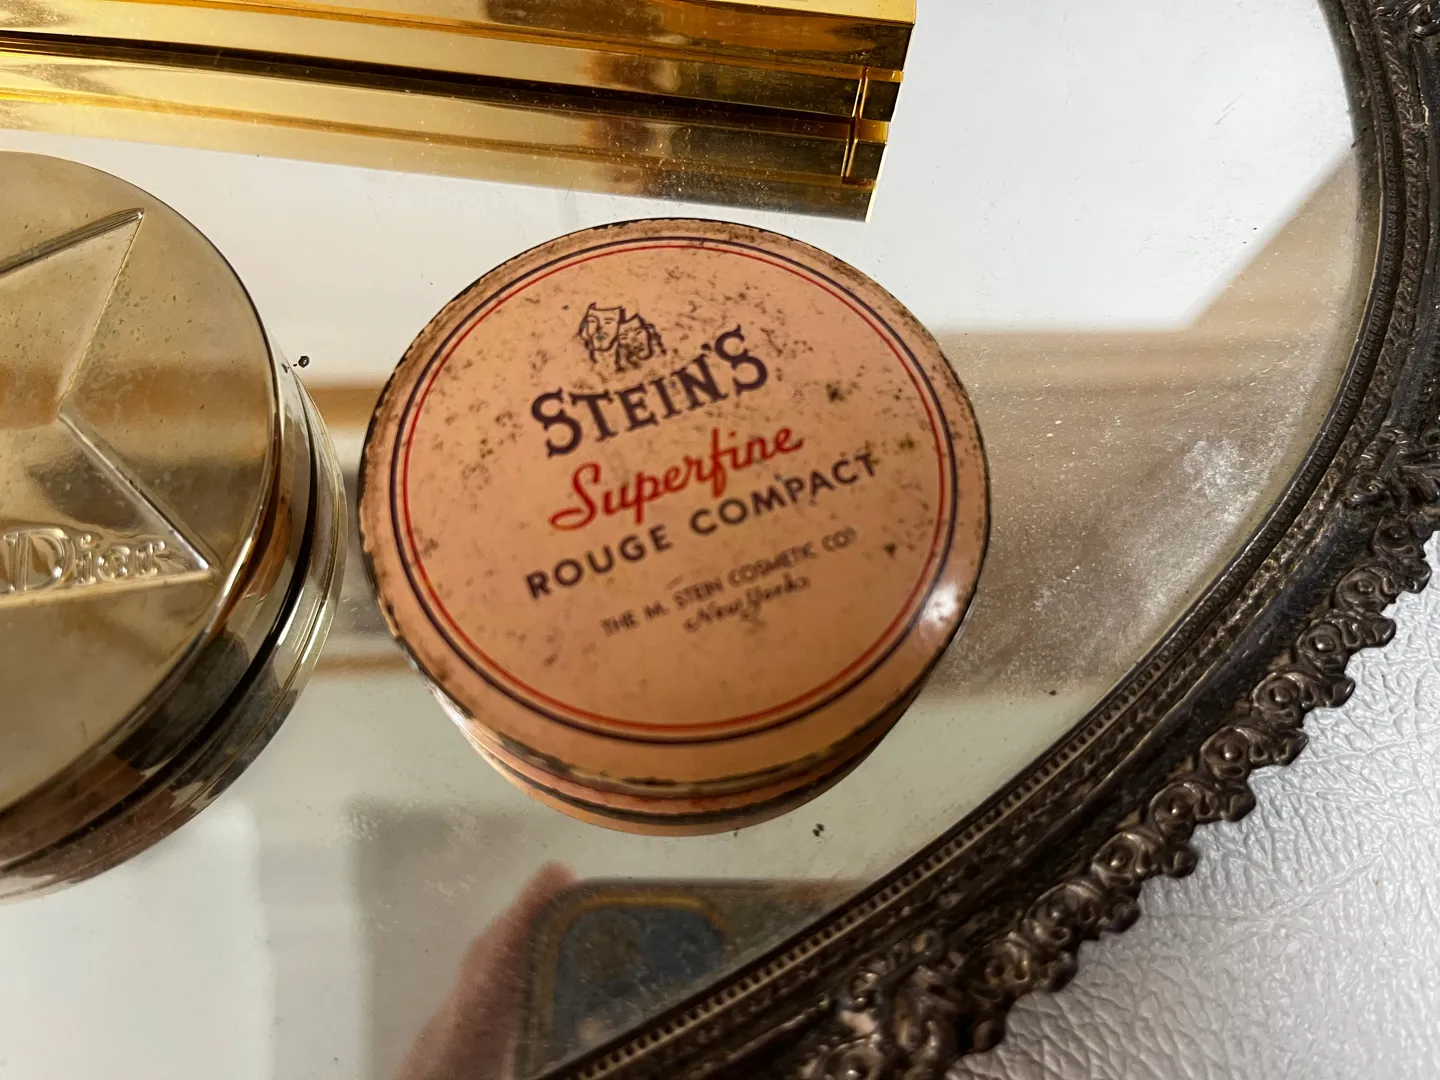 STEIN'S
Superfine
ROUGE COMPACT
THE M. STEIN COSMETIC CO.
New York
Dior